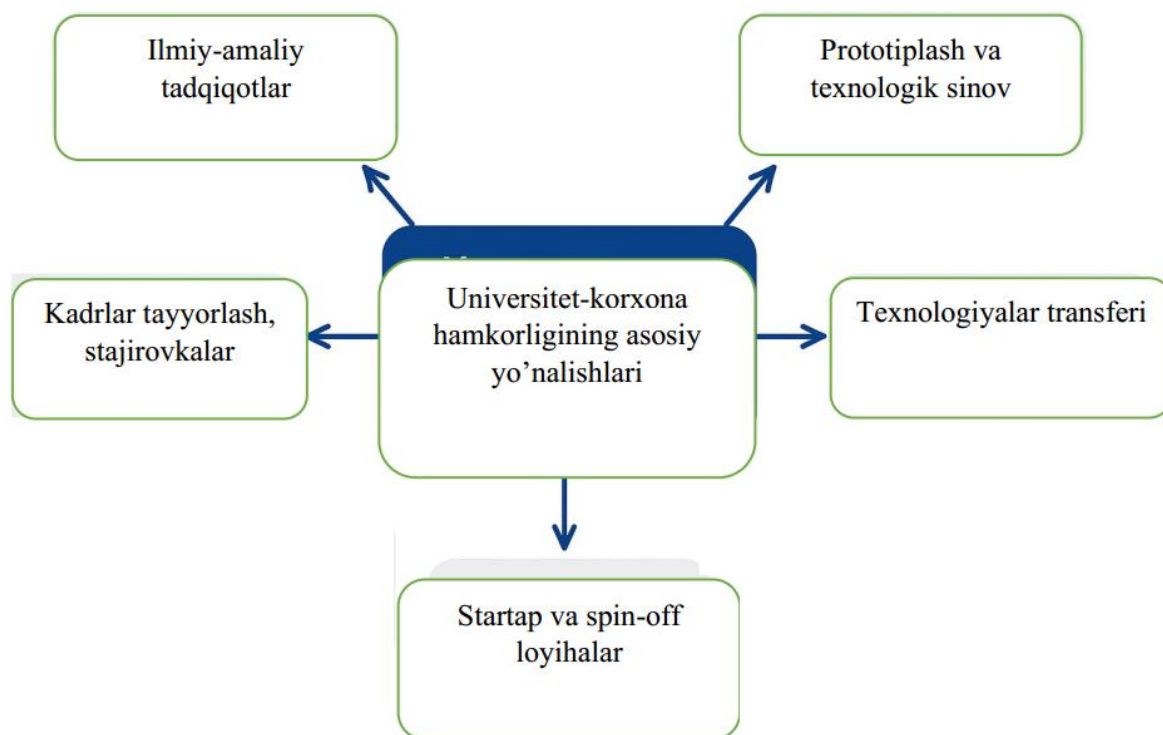 Ilmiy-amaliy
tadqiqotlar
Prototiplash va
texnologik sinov
Kadrlar tayyorlash,
stajirovkalar
Universitet-korxona
hamkorligining asosiy
yo’nalishlari
Texnologiyalar transferi
Startap va spin-off
loyihalar